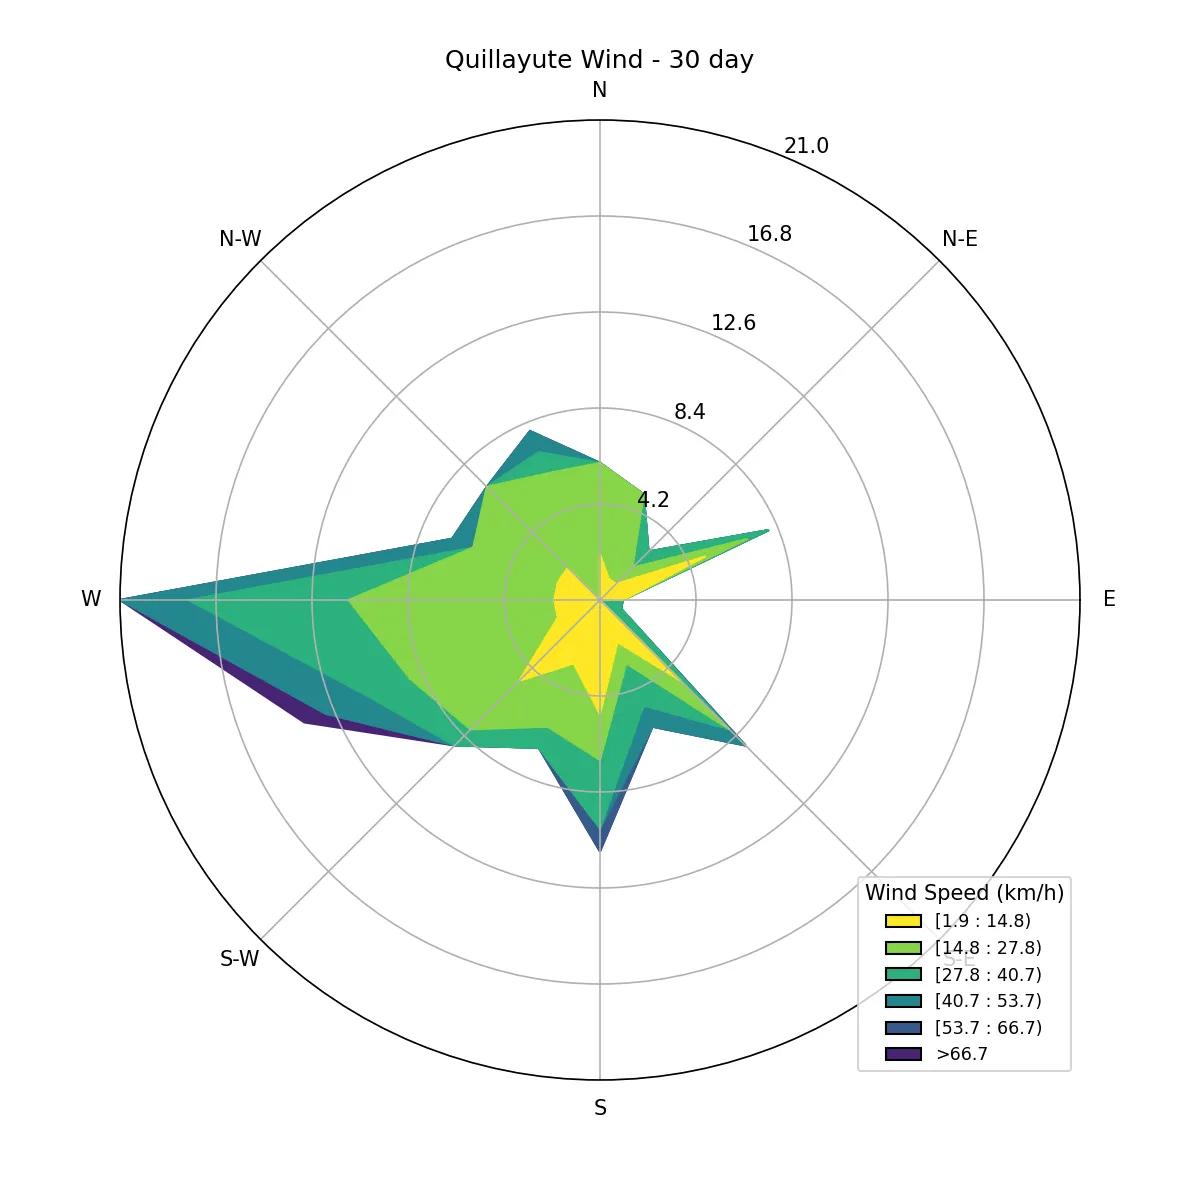 Quillayute Wind - 30 day
N
21.0
16.8
N-W
N-E
12.6
8.4
4.2
W
E
Wind Speed (km/h)
[1.9 : 14.8)
[14.8 : 27.8)
S-W
S-E
[27.8 : 40.7)
[40.7 : 53.7)
[53.7 : 66.7)
>66.7
S